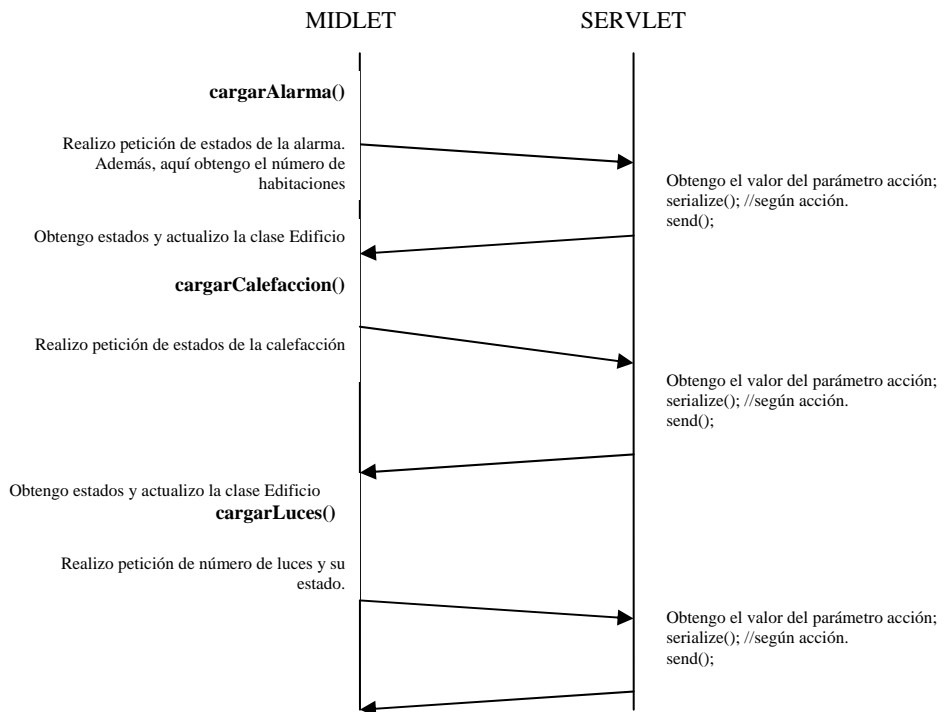 MIDLET
SERVLET
cargarAlarma()
Realizo petición de estados de la alarma.
Además, aquí obtengo el número de
habitaciones
Obtengo el valor del parámetro acción;
serialize(); //según acción.
send();
Obtengo estados y actualizo la clase Edificio
cargarCalefaccion()
Realizo petición de estados de la calefacción
Obtengo el valor del parámetro acción;
serialize(); //según acción.
send();
Obtengo estados y actualizo la clase Edificio
cargarLuces()
Realizo petición de número de luces y su
estado.
Obtengo el valor del parámetro acción;
serialize(); //según acción.
send();